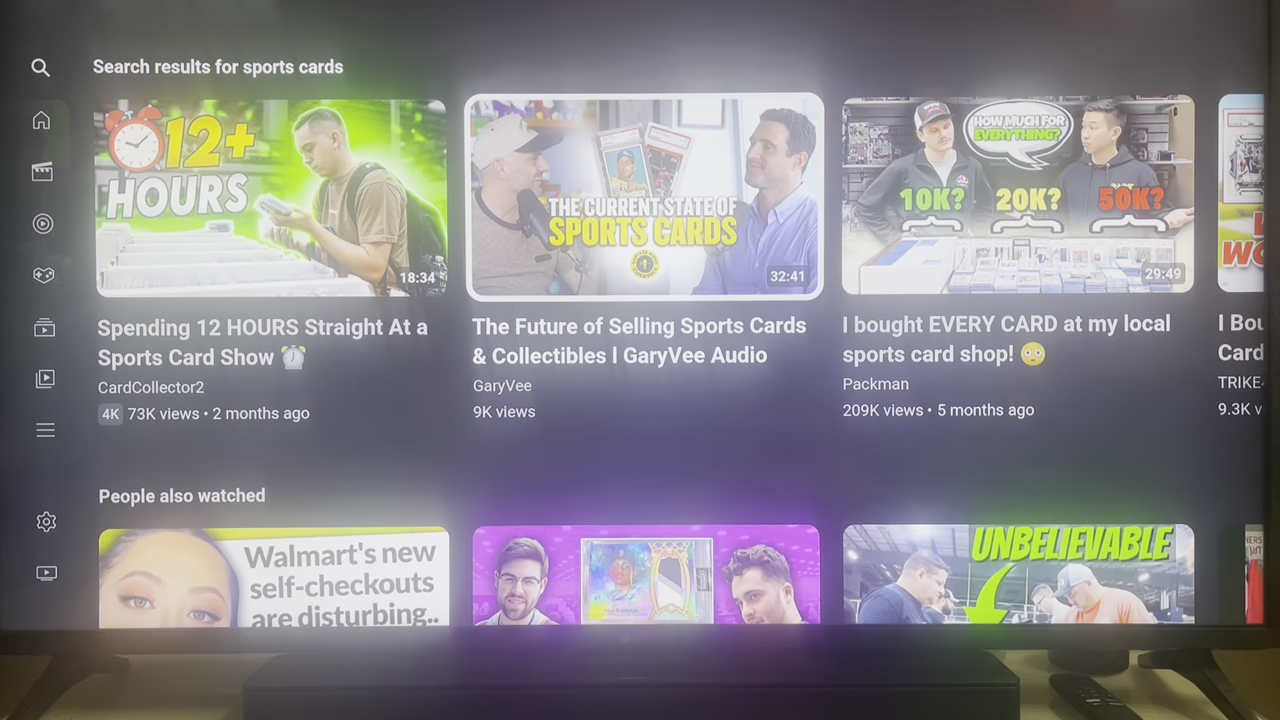 Search results for sports cards
12+
HOURS
18:34
THE CURRENT STATE OF
SPORTS CARDS
32:41
HOW MUCH FOR
EVERYTHING?
10K?
20K?
50K?
29:49
Spending 12 HOURS Straight At a
Sports Card Show
CardCollector2
4K 73K views • 2 months ago
The Future of Selling Sports Cards
& Collectibles l GaryVee Audio
GaryVee
9K views
I bought EVERY CARD at my local
sports card shop!
Packman
209K views • 5 months ago
I Bou
Card
TRIKE
9.3K v
People also watched
Walmart's new
self-checkouts
are disturbing..
UNBELIEVABLE